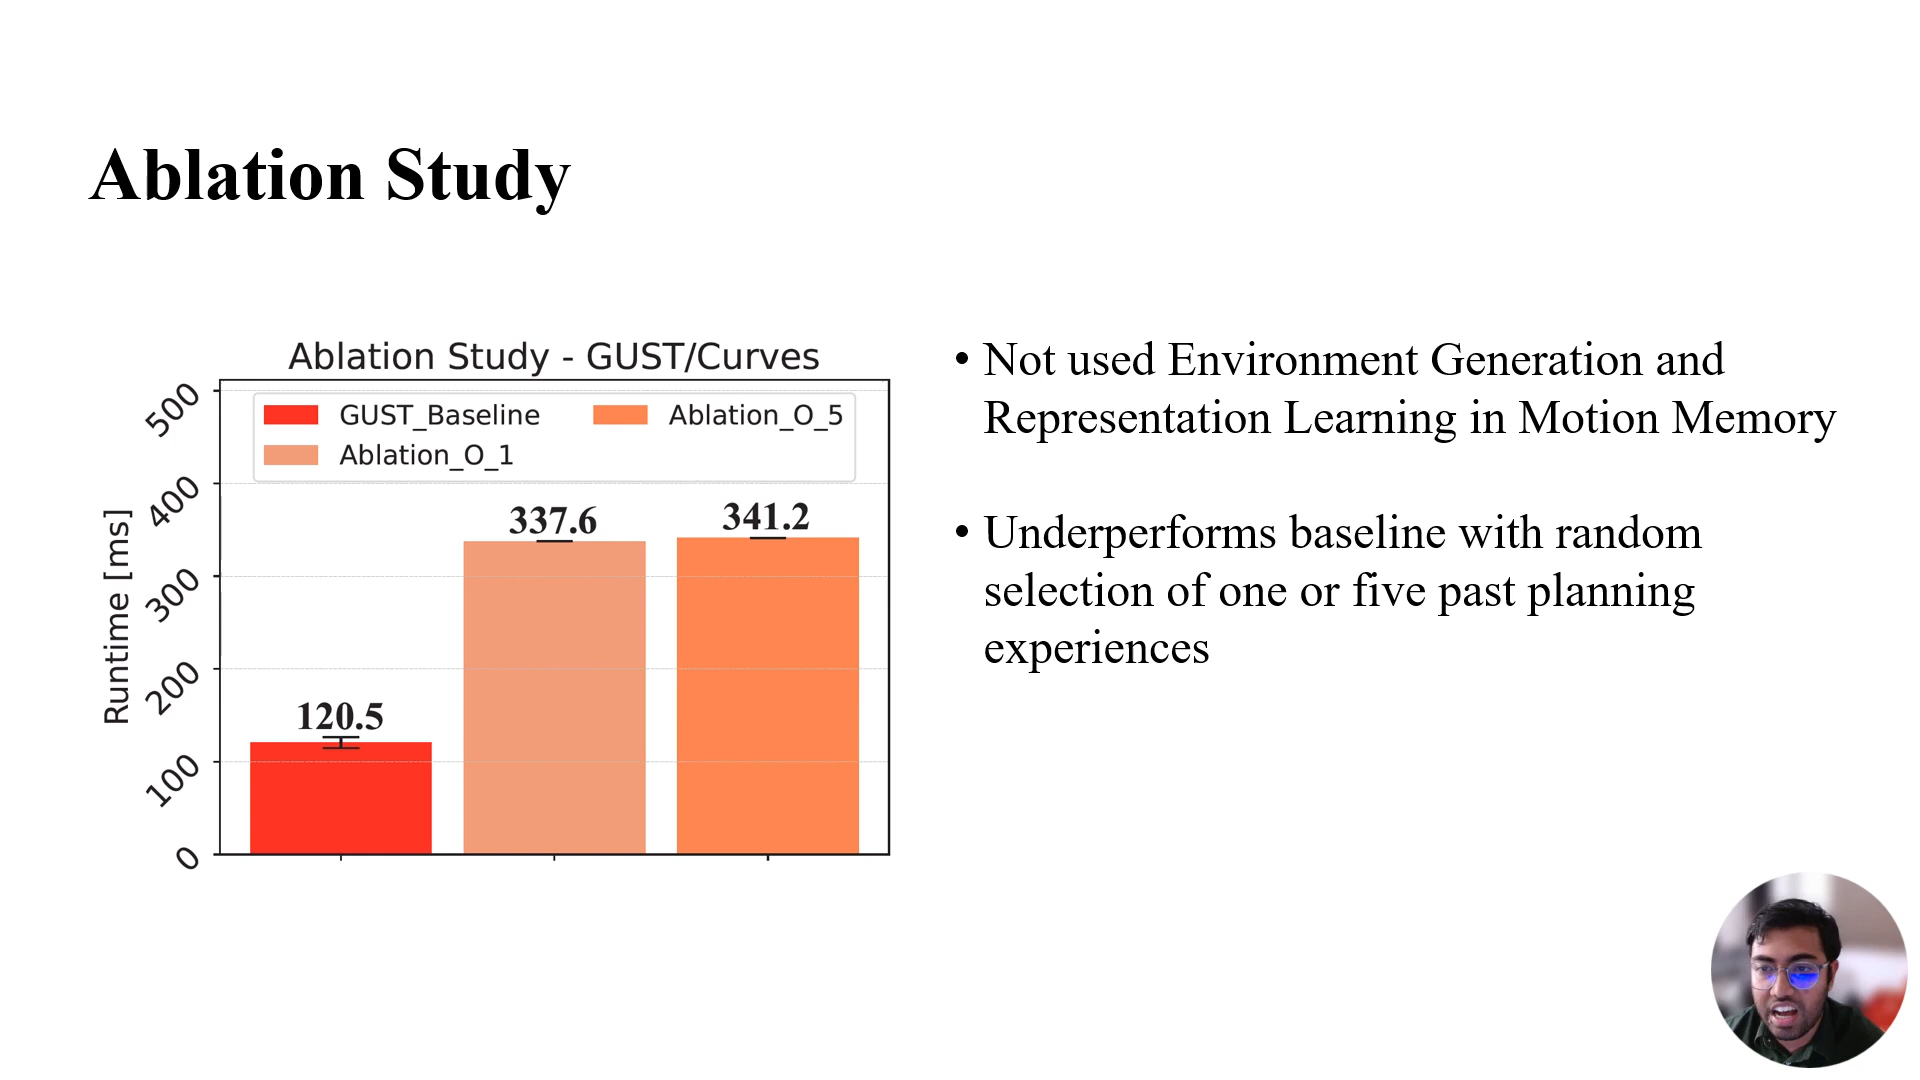 Ablation Study
Ablation Study - GUST/Curves
GUST_Baseline
Ablation_O_5
Ablation_O_1
Runtime [ms]
500
400
300
200
100
0
120.5
337.6
341.2
• Not used Environment Generation and
Representation Learning in Motion Memory
• Underperforms baseline with random
selection of one or five past planning
experiences